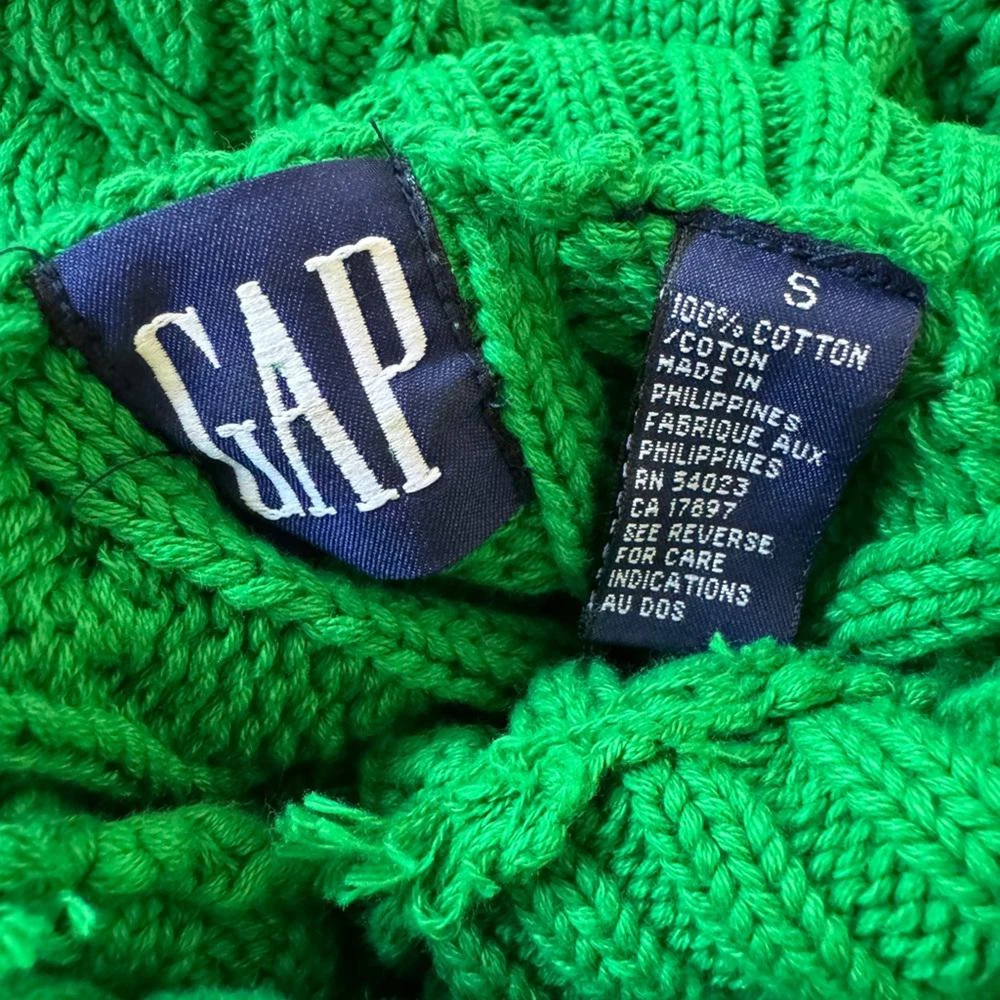 GAP
S
100% COTTON
/COTON
MADE IN
PHILIPPINES
FABRIQUE AUX
PHILIPPINES
RN 54023
CA 17897
SEE REVERSE
FOR CARE
INDICATIONS
AU DOS